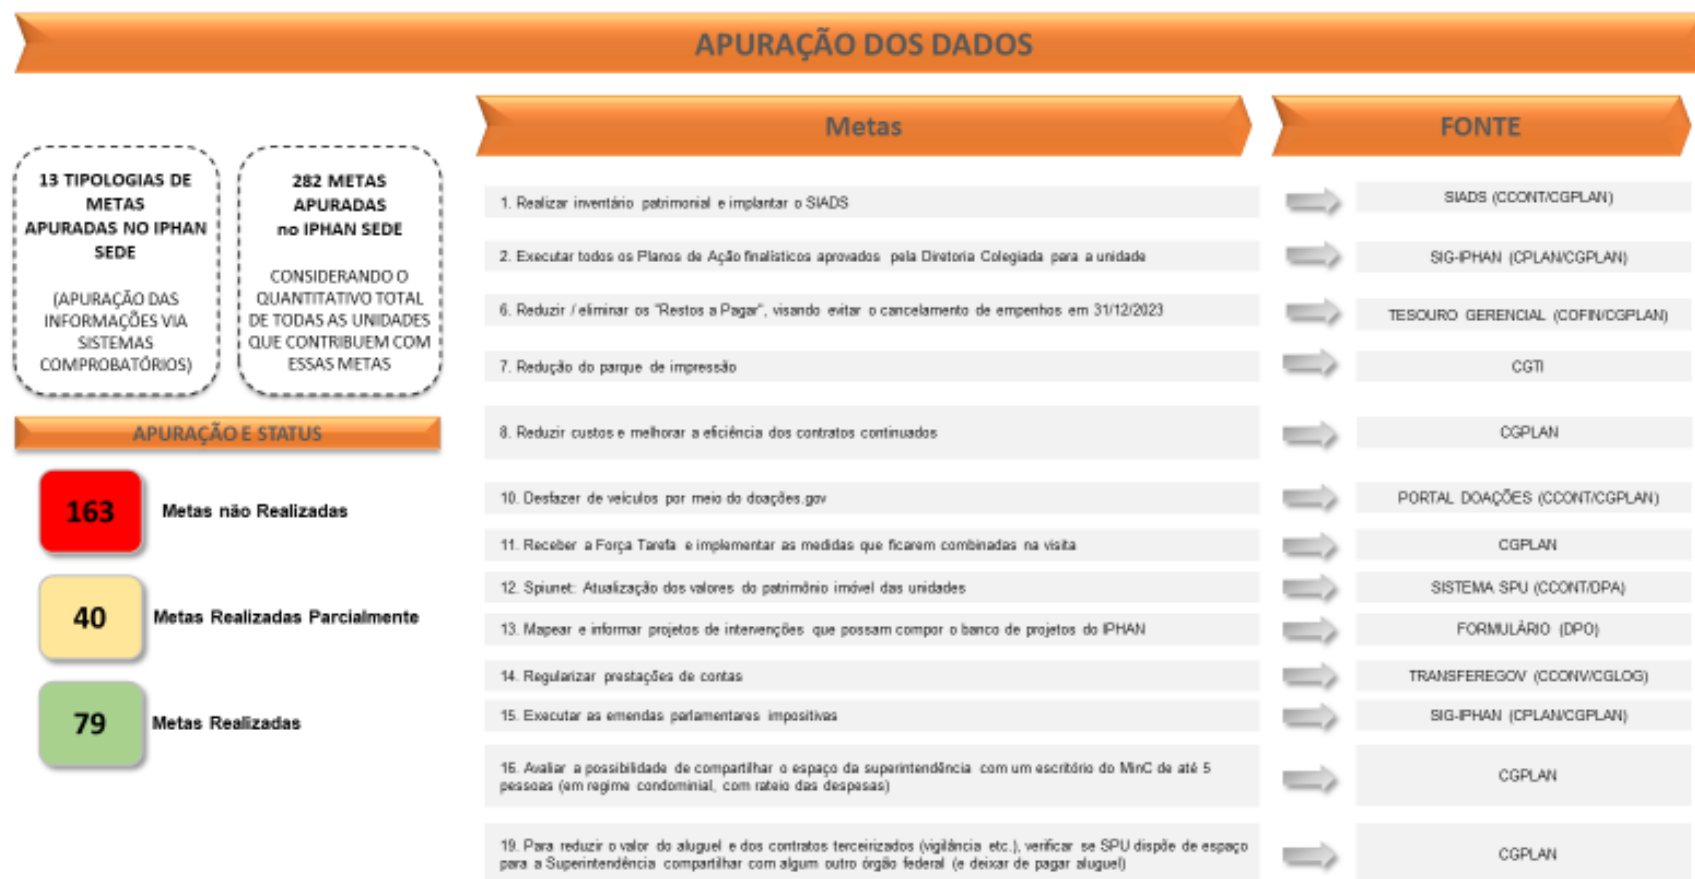 APURAÇÃO DOS DADOS
13 TIPOLOGIAS DE
METAS
APURADAS NO IPHAN
SEDE
(APURAÇÃO DAS
INFORMAÇÕES VIA
SISTEMAS
COMPROBATÓRIOS)
282 METAS
APURADAS
no IPHAN SEDE
CONSIDERANDO O
QUANTITATIVO TOTAL
DE TODAS AS UNIDADES
QUE CONTRIBUEM COM
ESSAS METAS
APURAÇÃO E STATUS
163
Metas não Realizadas
40
Metas Realizadas Parcialmente
79
Metas Realizadas
Metas
FONTE
1. Realizar inventário patrimonial e implantar o SIADS
SIADS (CCONT/CGPLAN)
2. Executar todos os Planos de Ação finalísticos aprovados pela Diretoria Colegiada para a unidade
SIG-IPHAN (CPLAN/CGPLAN)
6. Reduzir / eliminar os "Restos a Pagar", visando evitar o cancelamento de empenhos em 31/12/2023
TESOURO GERENCIAL (COFIN/CGPLAN)
7. Redução do parque de impressão
CGTI
8. Reduzir custos e melhorar a eficiência dos contratos continuados
CGPLAN
10. Desfazer de veículos por meio do doações.gov
PORTAL DOAÇÕES (CCONT/CGPLAN)
11. Receber a Força Tarefa e implementar as medidas que ficarem combinadas na visita
CGPLAN
12. Spiunet: Atualização dos valores do patrimônio imóvel das unidades
SISTEMA SPU (CCONT/DPA)
13. Mapear e informar projetos de intervenções que possam compor o banco de projetos do IPHAN
FORMULÁRIO (DPO)
14. Regularizar prestações de contas
TRANSFEREGOV (CCONV/CGLOG)
15. Executar as emendas parlamentares impositivas
SIG-IPHAN (CPLAN/CGPLAN)
16. Avaliar a possibilidade de compartilhar o espaço da superintendência com um escritório do MinC de até 5
pessoas (em regime condominial, com rateio das despesas)
CGPLAN
19. Para reduzir o valor do aluguel e dos contratos terceirizados (vigilância etc.), verificar se SPU dispõe de espaço
para a Superintendência compartilhar com algum outro órgão federal (e deixar de pagar aluguel)
CGPLAN